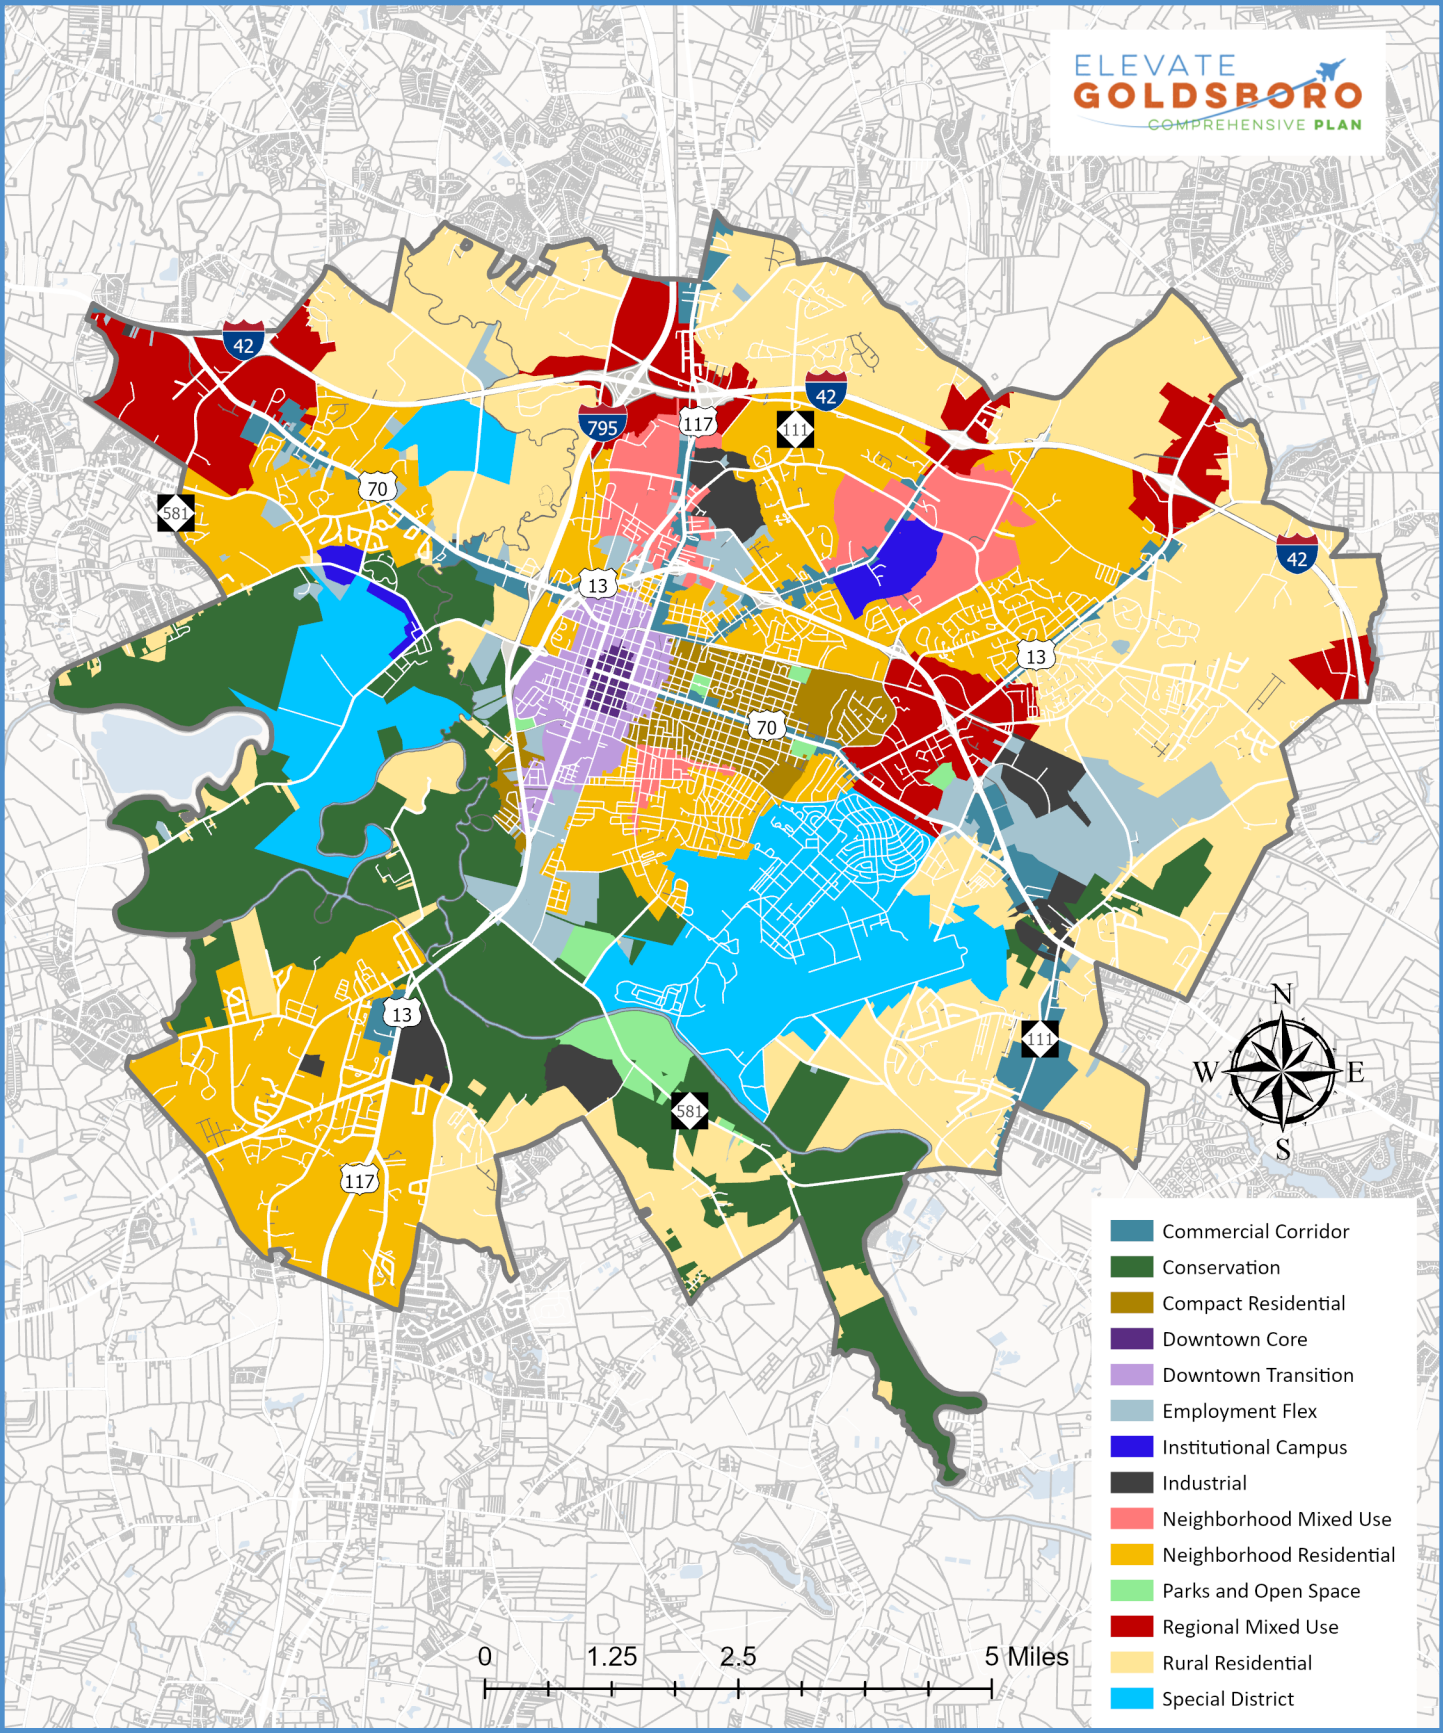 ELEVATE
GOLDSBORO
COMPREHENSIVE PLAN
42
42
795
117
111
70
581
13
42
13
70
13
111
581
117
N
W E
S
Commercial Corridor
Conservation
Compact Residential
Downtown Core
Downtown Transition
Employment Flex
Institutional Campus
Industrial
Neighborhood Mixed Use
Neighborhood Residential
Parks and Open Space
Regional Mixed Use
Rural Residential
Special District
0 1.25 2.5 5 Miles